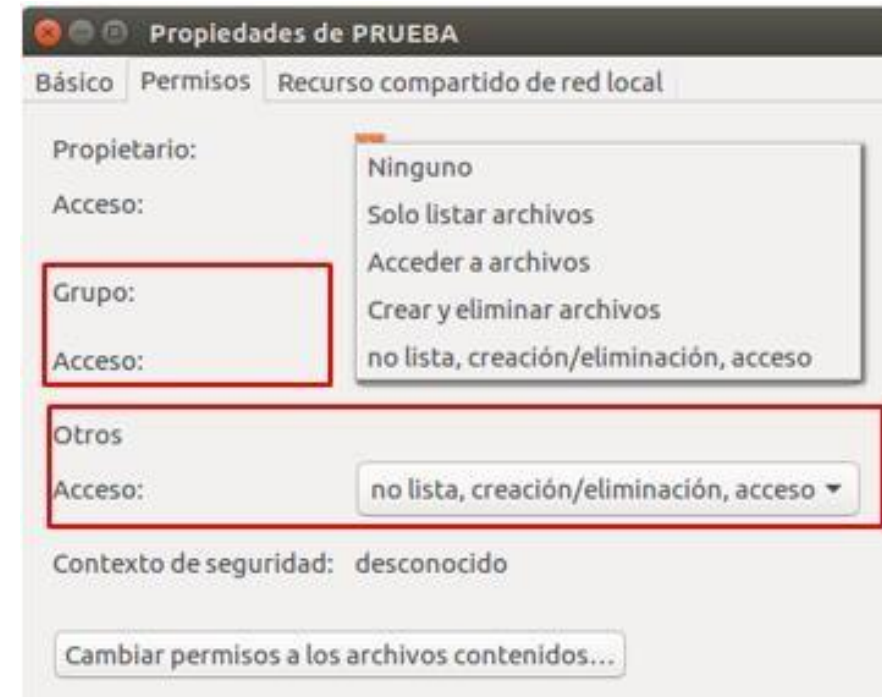 Propiedades de PRUEBA
Básico Permisos Recurso compartido de red local
Propietario:
Ninguno
Acceso:
Solo listar archivos
Acceder a archivos
Grupo:
Crear y eliminar archivos
Acceso:
no lista, creación/eliminación, acceso
Otros
Acceso: no lista, creación/eliminación, acceso
Contexto de seguridad: desconocido
Cambiar permisos a los archivos contenidos...